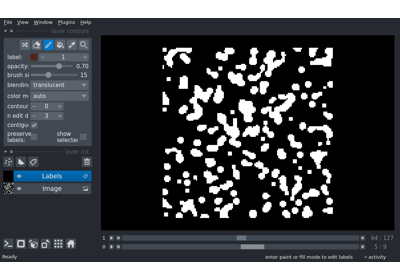 File View Window Plugins Help
layer controls
label: 1
opacity: 0.70
brush si 15
blending translucent
color m auto
contour 0
n edit d 3
contigu
preserve labels: show selected
layer list
Labels
Image
1 64 127
0 5 9
Ready enter paint or fill mode to edit labels activity